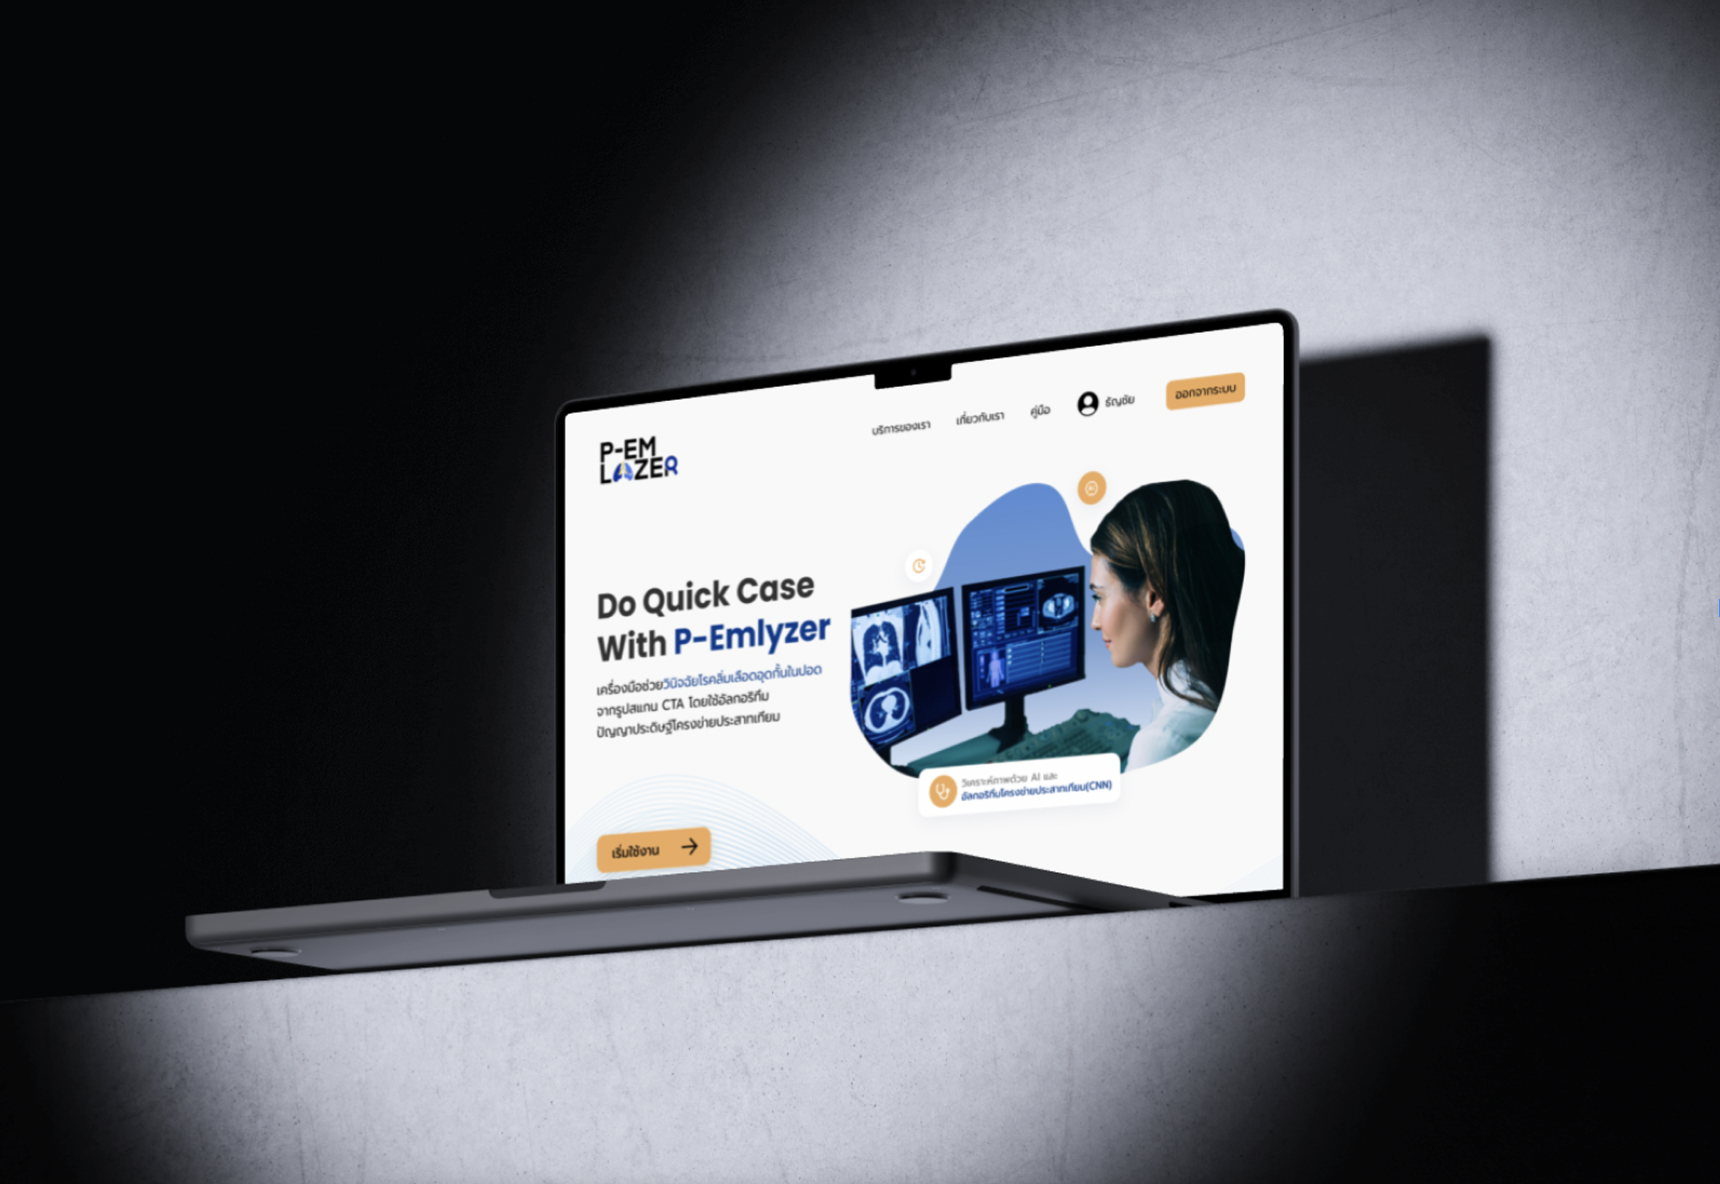 บริการของเรา
เกี่ยวกับเรา
คู่มือ
ธัญชัย
ออกจากระบบ
P-EM
LAZER
Do Quick Case
With P-Emlyzer
เครื่องมือช่วยวินิจฉัยโรคลิ่มเลือดอุดกั้นในปอด
จากรูปสแกน CTA โดยใช้อัลกอริทึม
ปัญญาประดิษฐ์โครงข่ายประสาทเทียม
วิเคราะห์ภาพด้วย AI และ
อัลกอริทึมโครงข่ายประสาทเทียม(CNN)
เริ่มใช้งาน